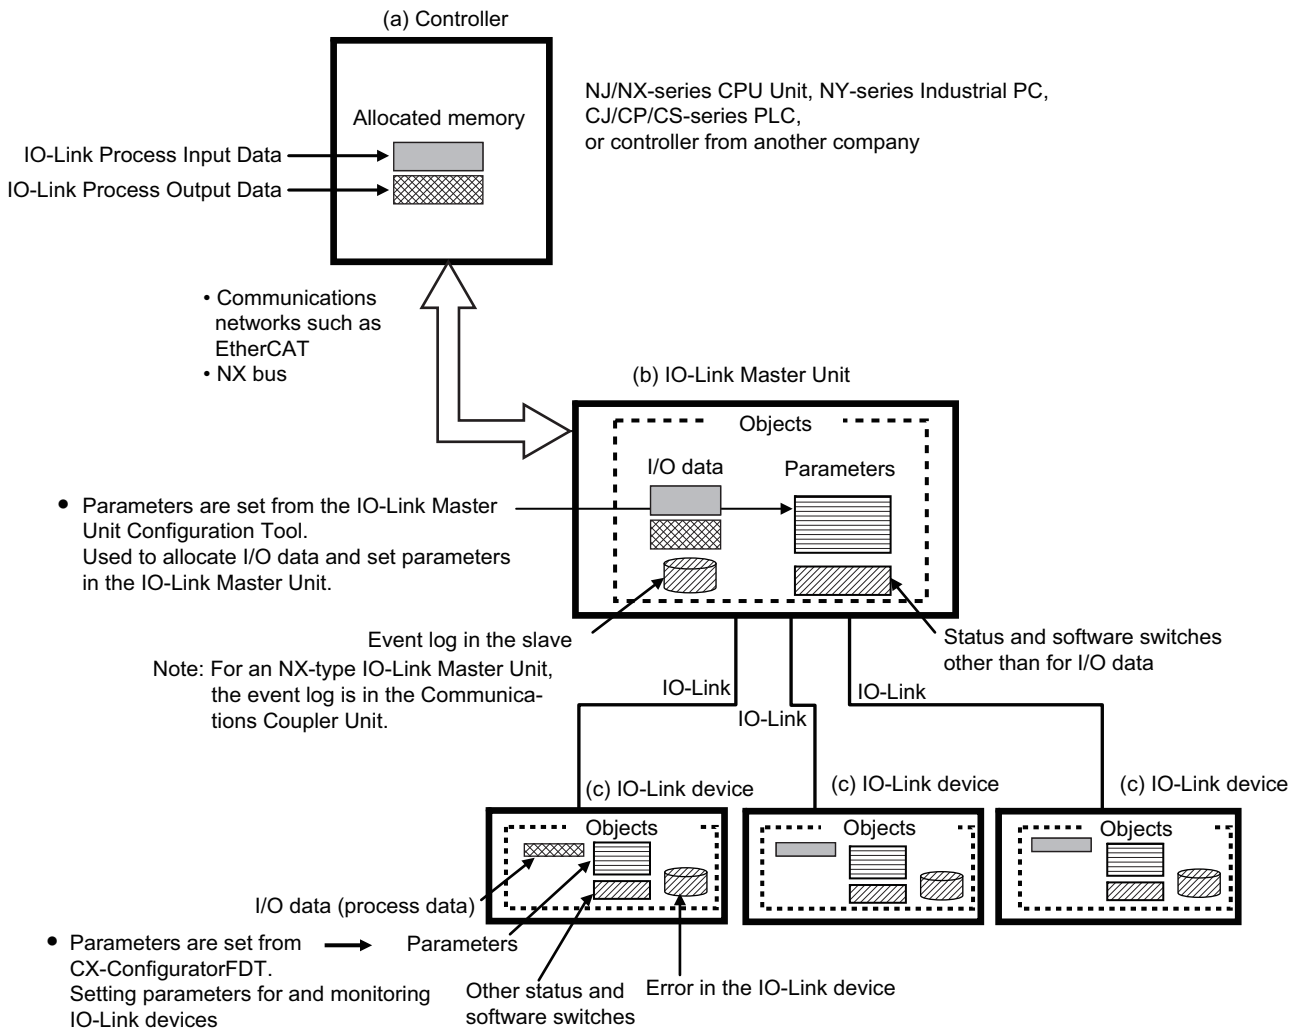 (a) Controller
NJ/NX-series CPU Unit, NY-series Industrial PC,
CJ/CP/CS-series PLC,
or controller from another company
Allocated memory
IO-Link Process Input Data
IO-Link Process Output Data
• Communications
networks such as
EtherCAT
• NX bus
(b) IO-Link Master Unit
Objects
I/O data
Parameters
● Parameters are set from the IO-Link Master
Unit Configuration Tool.
Used to allocate I/O data and set parameters
in the IO-Link Master Unit.
Event log in the slave
Note: For an NX-type IO-Link Master Unit,
the event log is in the Communica-
tions Coupler Unit.
Status and software switches
other than for I/O data
IO-Link
IO-Link
IO-Link
(c) IO-Link device
(c) IO-Link device
(c) IO-Link device
Objects
Objects
Objects
I/O data (process data)
● Parameters are set from
CX-ConfiguratorFDT.
Setting parameters for and monitoring
IO-Link devices
Parameters
Other status and
software switches
Error in the IO-Link device